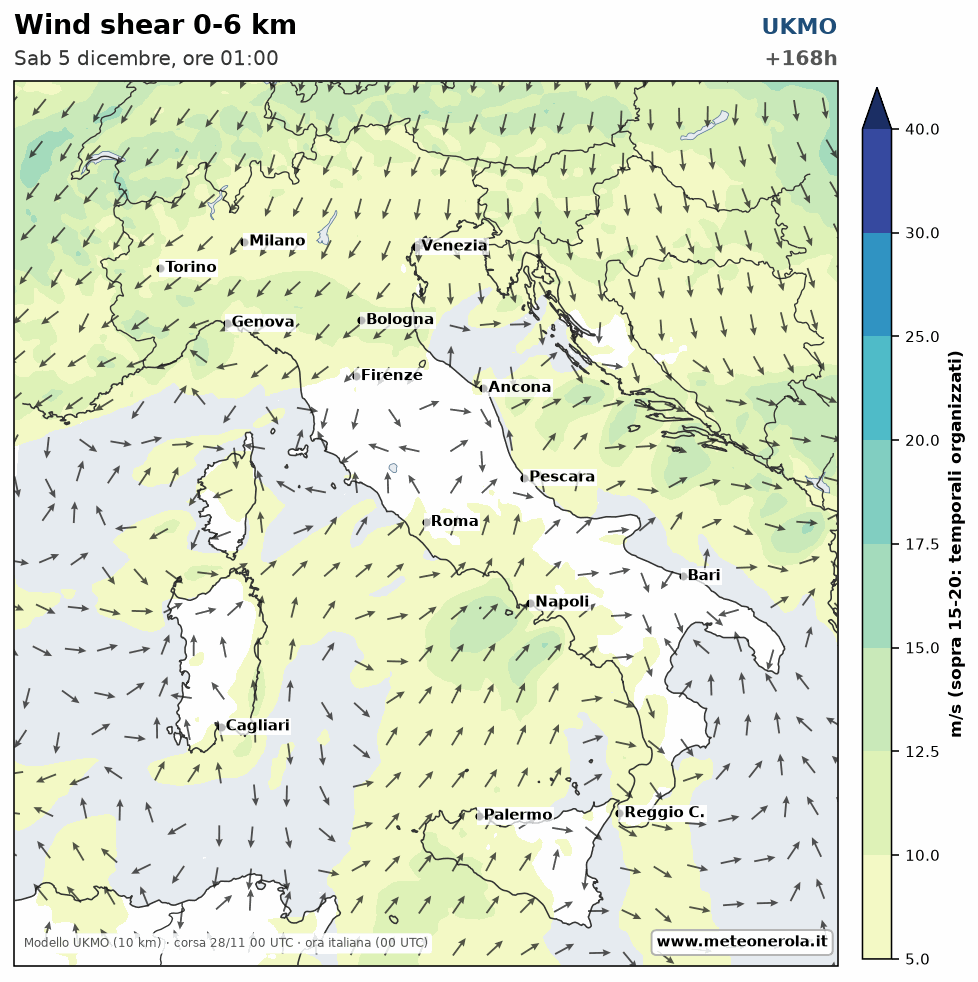 Wind shear 0-6 km
UKMO
Sab 5 dicembre, ore 01:00
+168h
Milano
Venezia
Torino
Genova
Bologna
Firenze
Ancona
Pescara
Roma
Bari
Napoli
Cagliari
Palermo
Reggio C.
Modello UKMO (10 km) · corsa 28/11 00 UTC · ora italiana (00 UTC)
www.meteonerola.it
40.0
30.0
25.0
20.0
17.5
15.0
12.5
10.0
5.0
m/s (sopra 15-20: temporali organizzati)